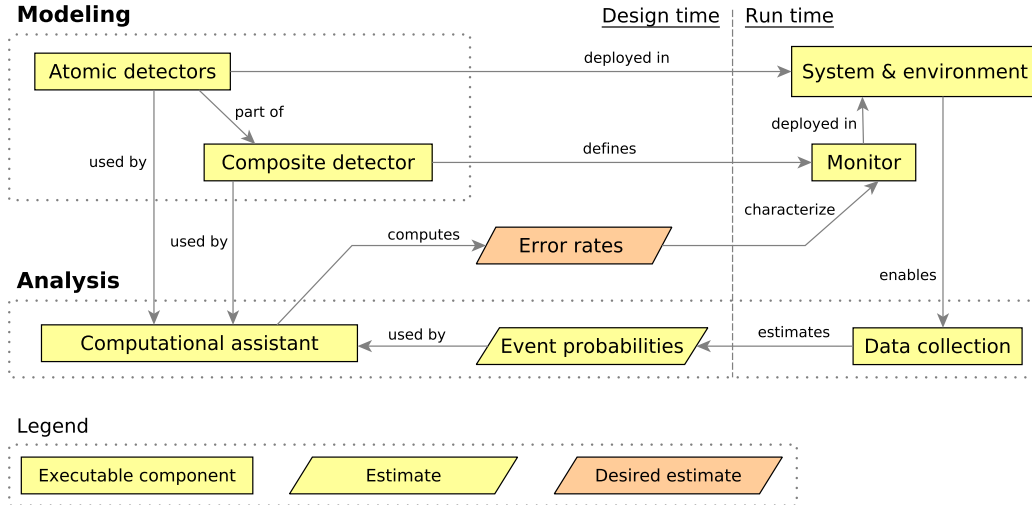 Modeling
Design time
Run time
Atomic detectors
deployed in
System & environment
part of
deployed in
used by
Composite detector
defines
Monitor
characterize
used by
computes
Error rates
Analysis
enables
Computational assistant
used by
Event probabilities
estimates
Data collection
Legend
Executable component
Estimate
Desired estimate